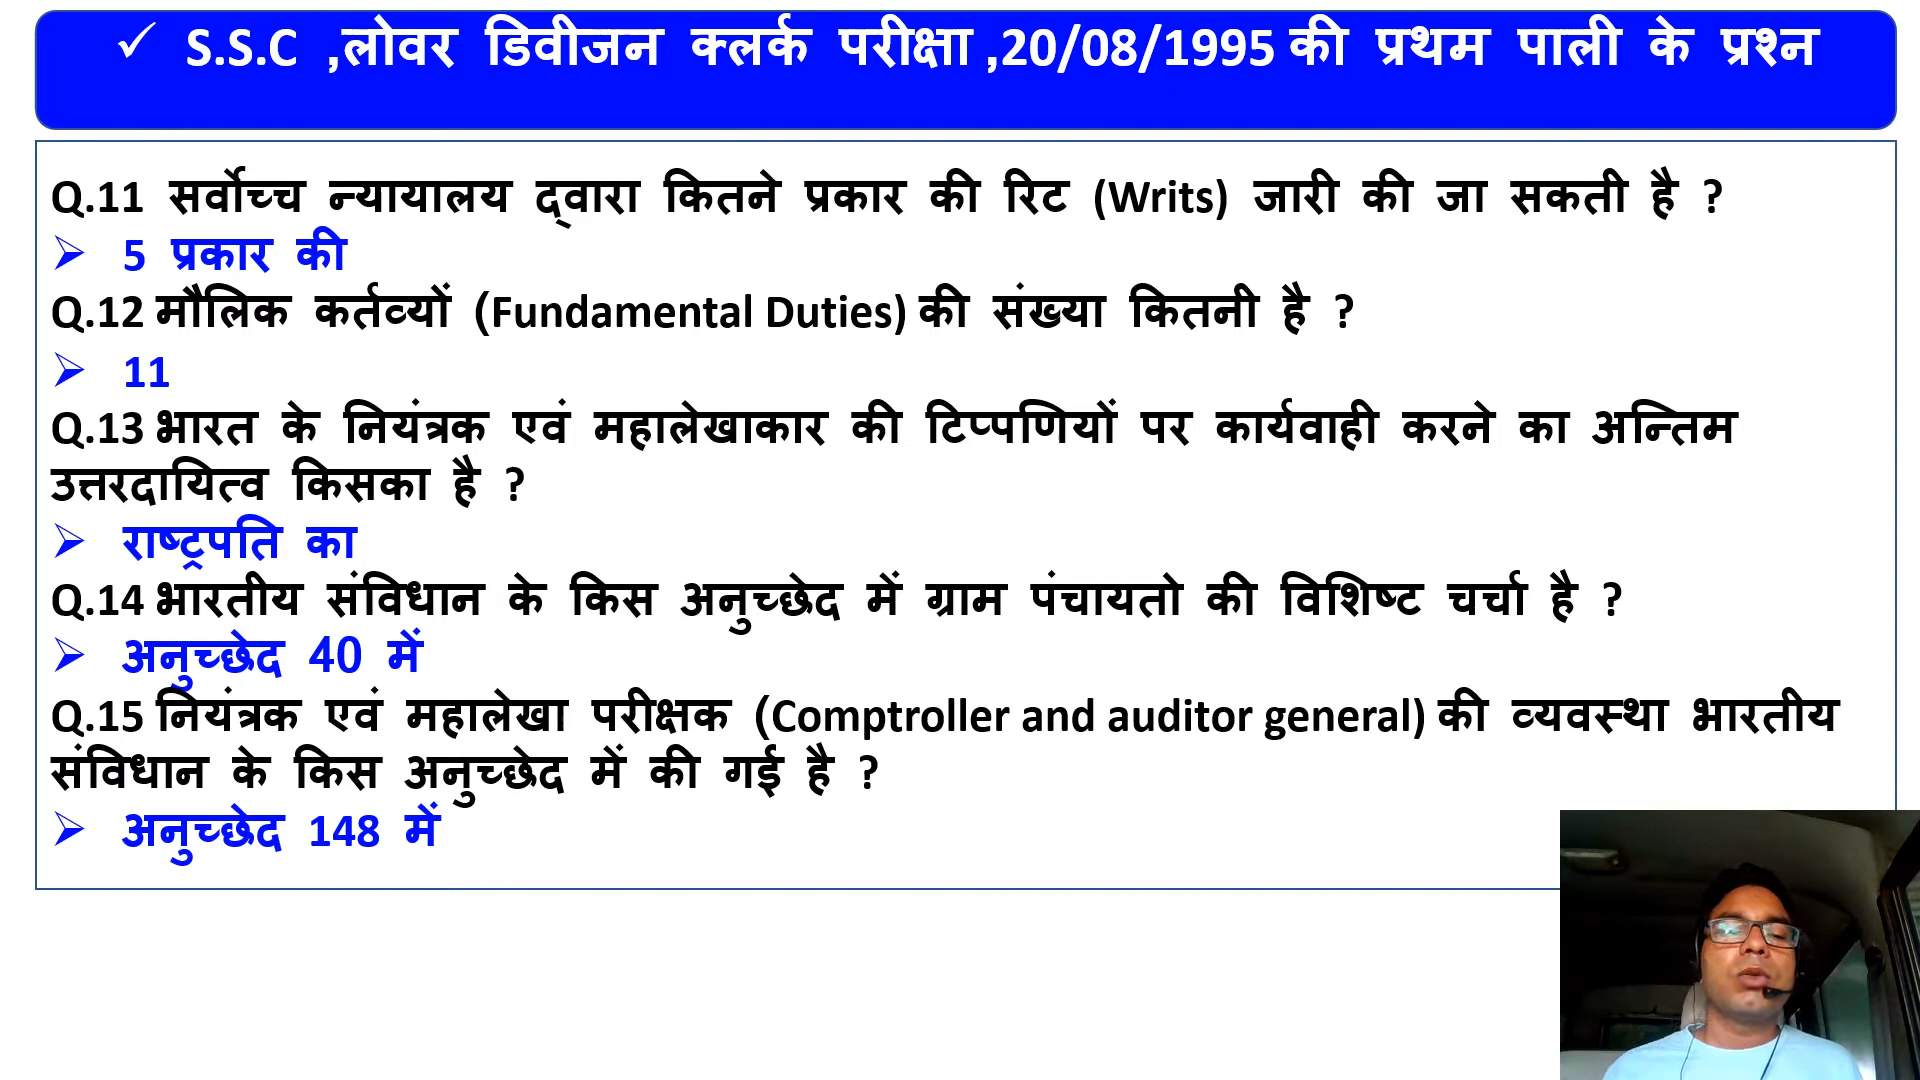 ✓ S.S.C ,लोवर डिवीजन क्लर्क परीक्षा ,20/08/1995 की प्रथम पाली के प्रश्न
Q.11 सर्वोच्च न्यायालय द्वारा कितने प्रकार की रिट (Writs) जारी की जा सकती है ?
➢ 5 प्रकार की
Q.12 मौलिक कर्तव्यों (Fundamental Duties) की संख्या कितनी है ?
➢ 11
Q.13 भारत के नियंत्रक एवं महालेखाकार की टिप्पणियों पर कार्यवाही करने का अन्तिम
उत्तरदायित्व किसका है ?
➢ राष्ट्रपति का
Q.14 भारतीय संविधान के किस अनुच्छेद में ग्राम पंचायतो की विशिष्ट चर्चा है ?
➢ अनुच्छेद 40 में
Q.15 नियंत्रक एवं महालेखा परीक्षक (Comptroller and auditor general) की व्यवस्था भारतीय
संविधान के किस अनुच्छेद में की गई है ?
➢ अनुच्छेद 148 में